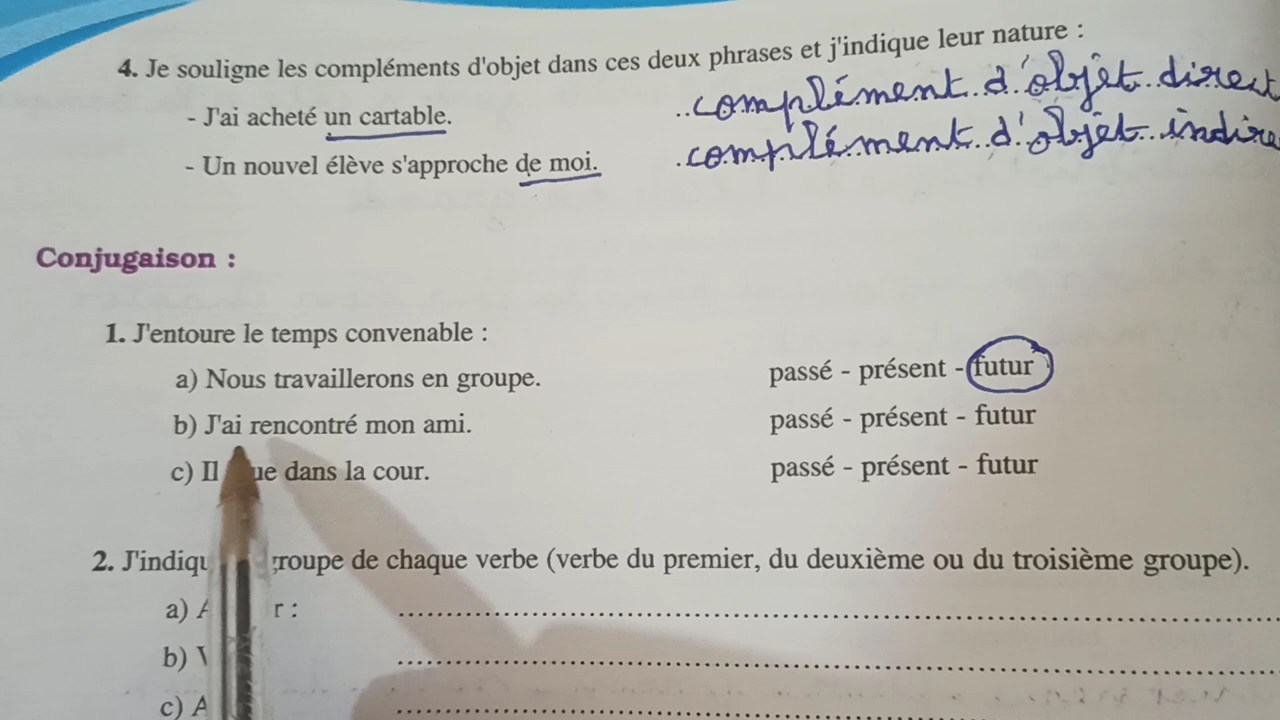 4. Je souligne les compléments d'objet dans ces deux phrases et j'indique leur nature :
- J'ai acheté un cartable. ..complément d'objet direct
- Un nouvel élève s'approche de moi. .complément d'objet indire
Conjugaison :
1. J'entoure le temps convenable :
a) Nous travaillerons en groupe. passé - présent - futur
b) J'ai rencontré mon ami. passé - présent - futur
c) Il ue dans la cour. passé - présent - futur
2. J'indiqu groupe de chaque verbe (verbe du premier, du deuxième ou du troisième groupe).
a) A r :
b) V
c) A